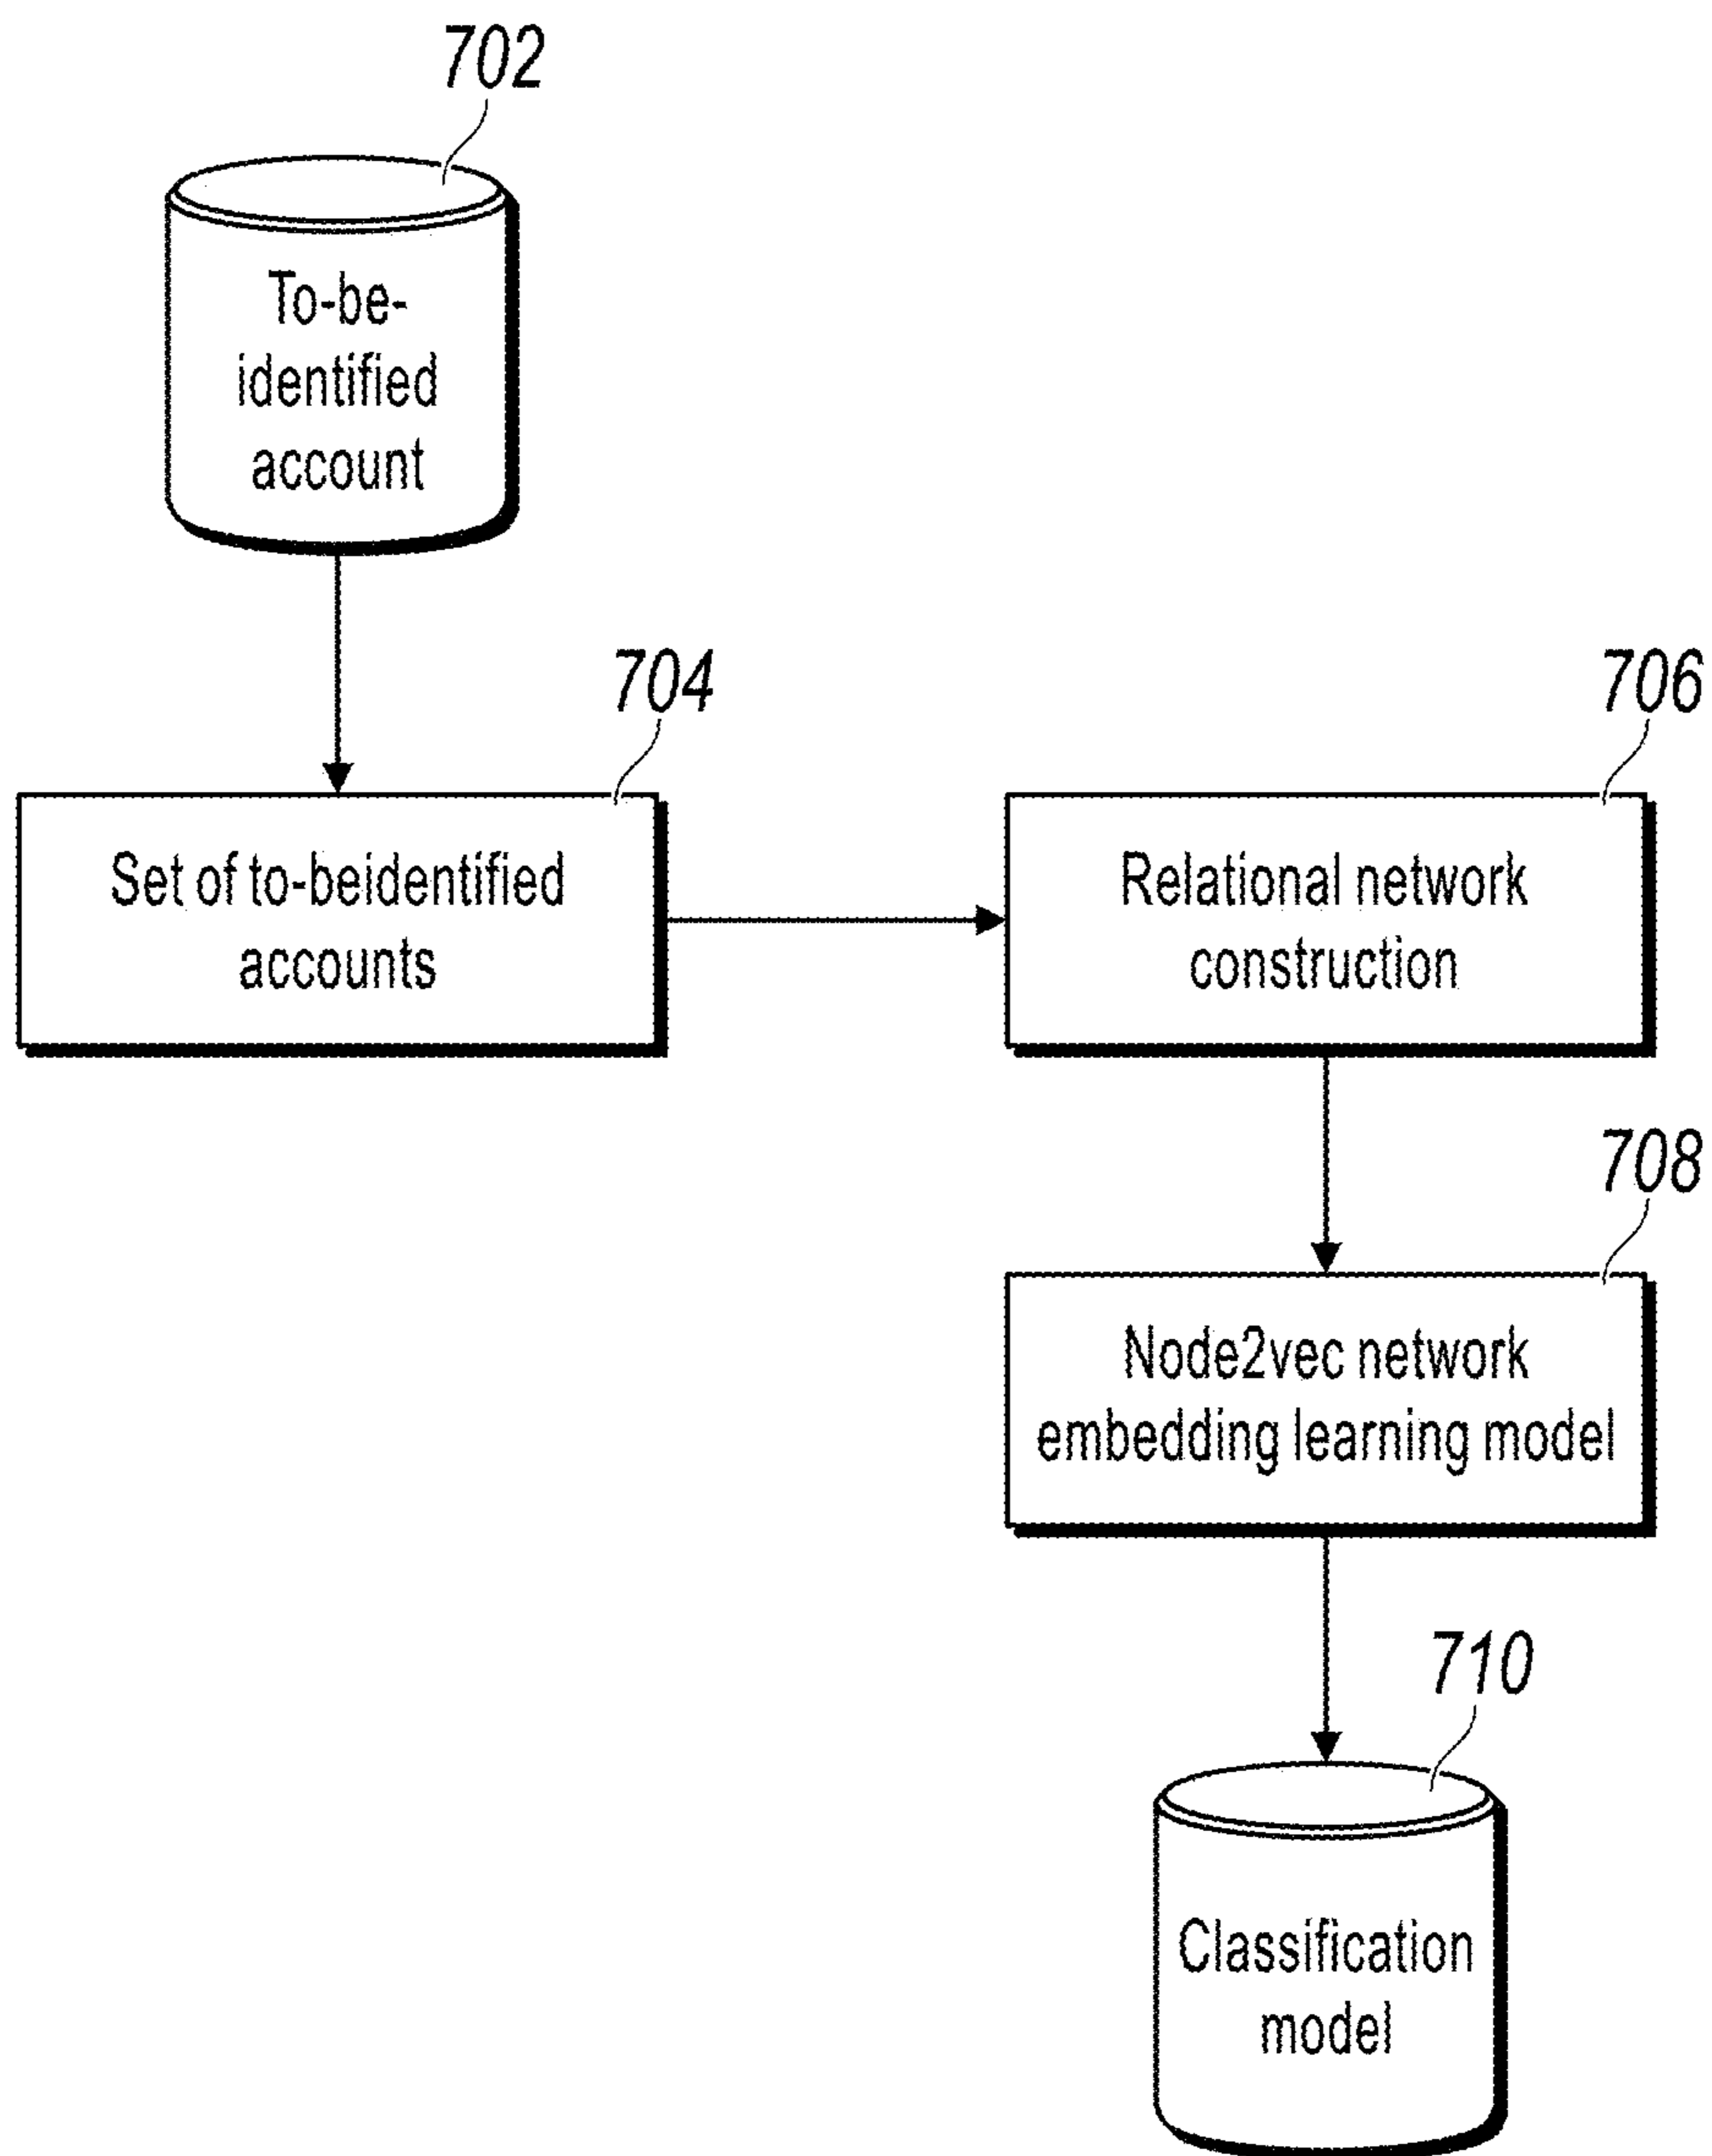 702
To-be-
identified
account
704
Set of to-beidentified
accounts
706
Relational network
construction
708
Node2vec network
embedding learning model
710
Classification
model